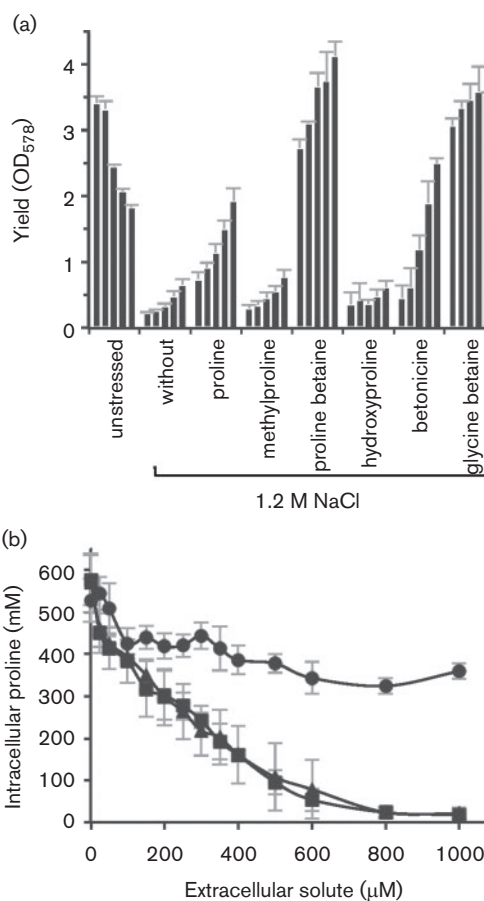 (a)
4
3
2
1
0
Yield (OD578)
unstressed
without
proline
methylproline
proline betaine
hydroxyproline
betonicine
glycine betaine
1.2 M NaCl
(b)
600
500
400
300
200
100
0
Intracellular proline (mM)
0 200 400 600 800 1000
Extracellular solute (µM)